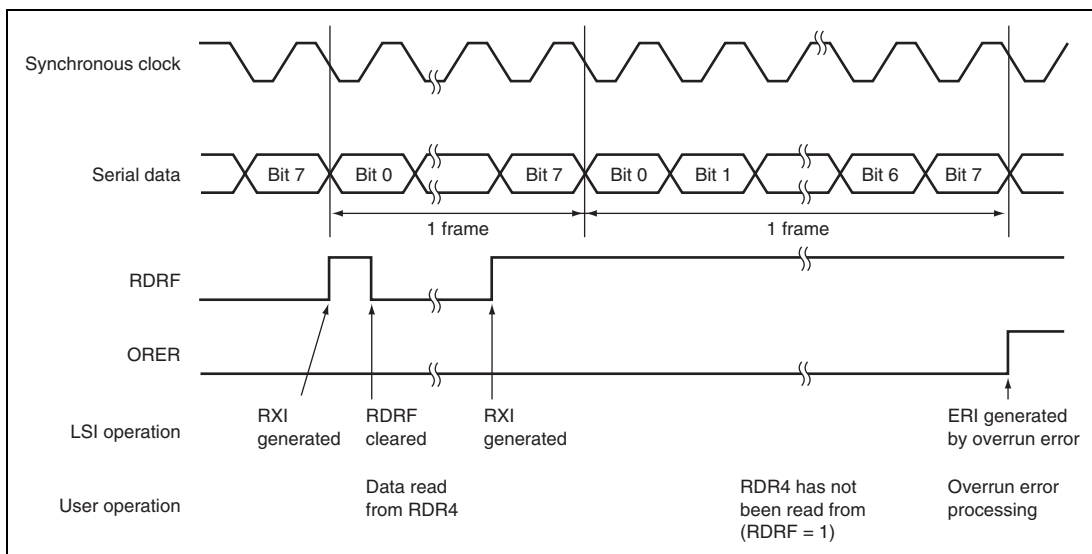 Synchronous clock
Serial data
Bit 7
Bit 0
Bit 7
Bit 0
Bit 1
Bit 6
Bit 7
1 frame
1 frame
RDRF
ORER
LSI operation
RXI
generated
RDRF
cleared
RXI
generated
ERI generated
by overrun error
User operation
Data read
from RDR4
RDR4 has not
been read from
(RDRF = 1)
Overrun error
processing